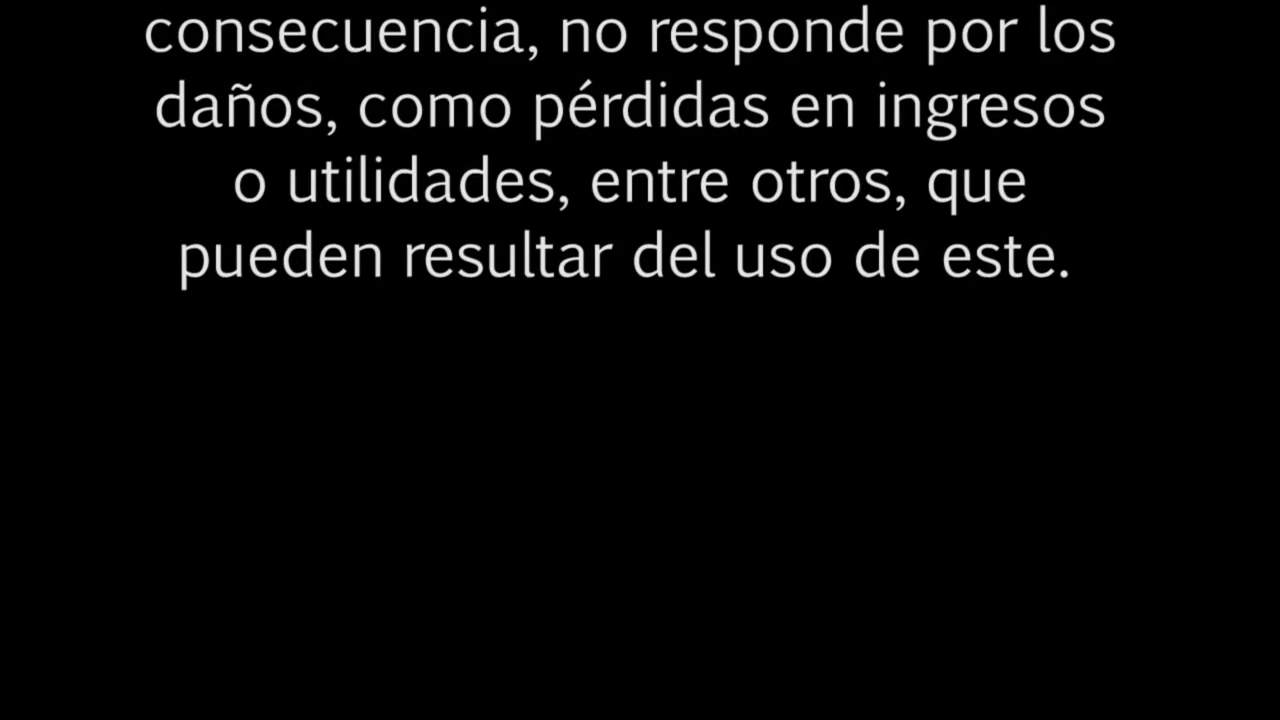 consecuencia, no responde por los
daños, como pérdidas en ingresos
o utilidades, entre otros, que
pueden resultar del uso de este.